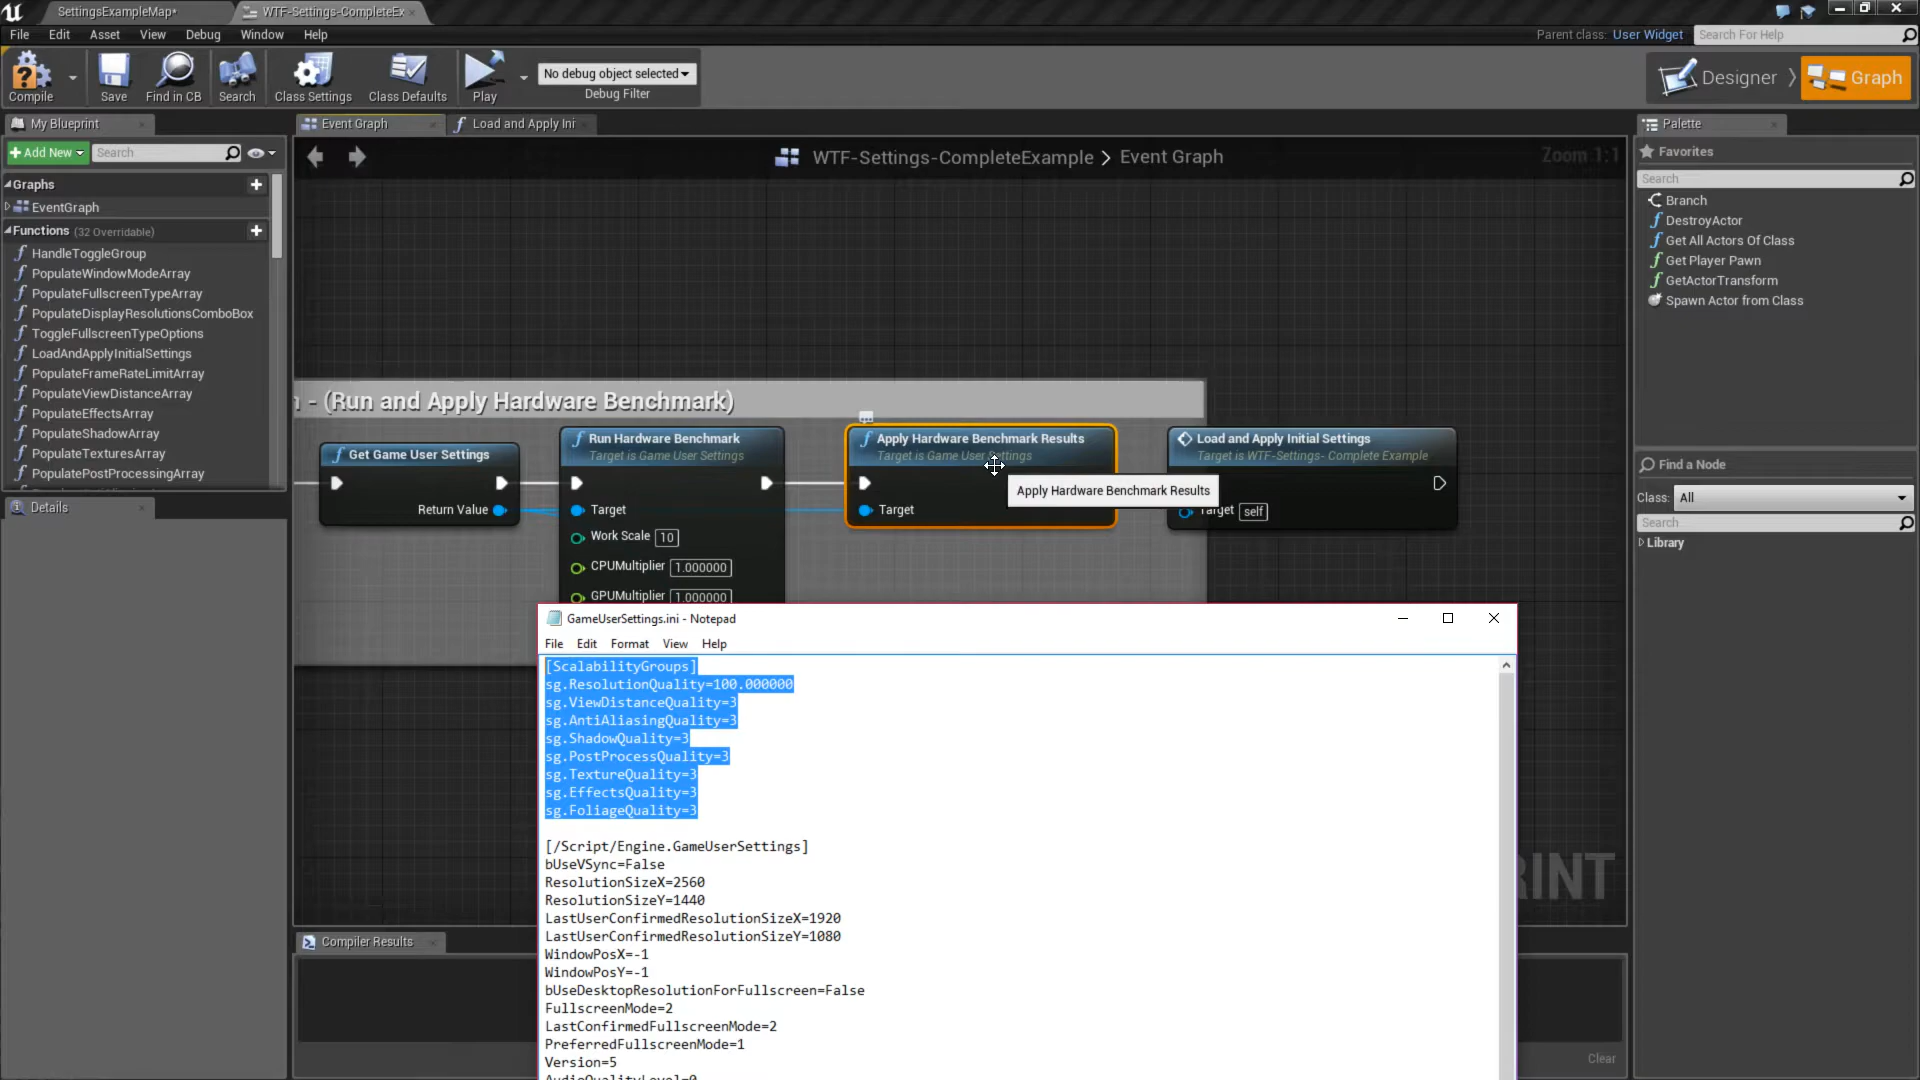 SettingsExampleMap*
WTF-Settings-CompleteEx
File Edit Asset View Debug Window Help
Parent class: User Widget
Search For Help
Compile
Save
Find in CB
Search
Class Settings
Class Defaults
Play
No debug object selected
Debug Filter
Designer
Graph
My Blueprint
+Add New
Search
Graphs
EventGraph
Functions (32 Overridable)
HandleToggleGroup
PopulateWindowModeArray
PopulateFullscreenTypeArray
PopulateDisplayResolutionsComboBox
ToggleFullscreenTypeOptions
LoadAndApplyInitialSettings
PopulateFrameRateLimitArray
PopulateViewDistanceArray
PopulateEffectsArray
PopulateShadowArray
PopulateTexturesArray
PopulatePostProcessingArray
Details
Event Graph
Load and Apply Ini
WTF-Settings-CompleteExample > Event Graph
Zoom 1:1
- (Run and Apply Hardware Benchmark)
Get Game User Settings
Return Value
Run Hardware Benchmark
Target is Game User Settings
Target
Work Scale 10
CPUMultiplier 1.000000
GPUMultiplier 1.000000
Apply Hardware Benchmark Results
Target is Game User Settings
Target
Apply Hardware Benchmark Results
Load and Apply Initial Settings
Target is WTF-Settings- Complete Example
Target self
GameUserSettings.ini - Notepad
File Edit Format View Help
[ScalabilityGroups]
sg.ResolutionQuality=100.000000
sg.ViewDistanceQuality=3
sg.AntiAliasingQuality=3
sg.ShadowQuality=3
sg.PostProcessQuality=3
sg.TextureQuality=3
sg.EffectsQuality=3
sg.FoliageQuality=3
[/Script/Engine.GameUserSettings]
bUseVSync=False
ResolutionSizeX=2560
ResolutionSizeY=1440
LastUserConfirmedResolutionSizeX=1920
LastUserConfirmedResolutionSizeY=1080
WindowPosX=-1
WindowPosY=-1
bUseDesktopResolutionForFullscreen=False
FullscreenMode=2
LastConfirmedFullscreenMode=2
PreferredFullscreenMode=1
Version=5
AudioQualityLevel=0
RINT
Compiler Results
Clear
Palette
Favorites
Search
Branch
DestroyActor
Get All Actors Of Class
Get Player Pawn
GetActorTransform
Spawn Actor from Class
Find a Node
Class: All
Search
Library